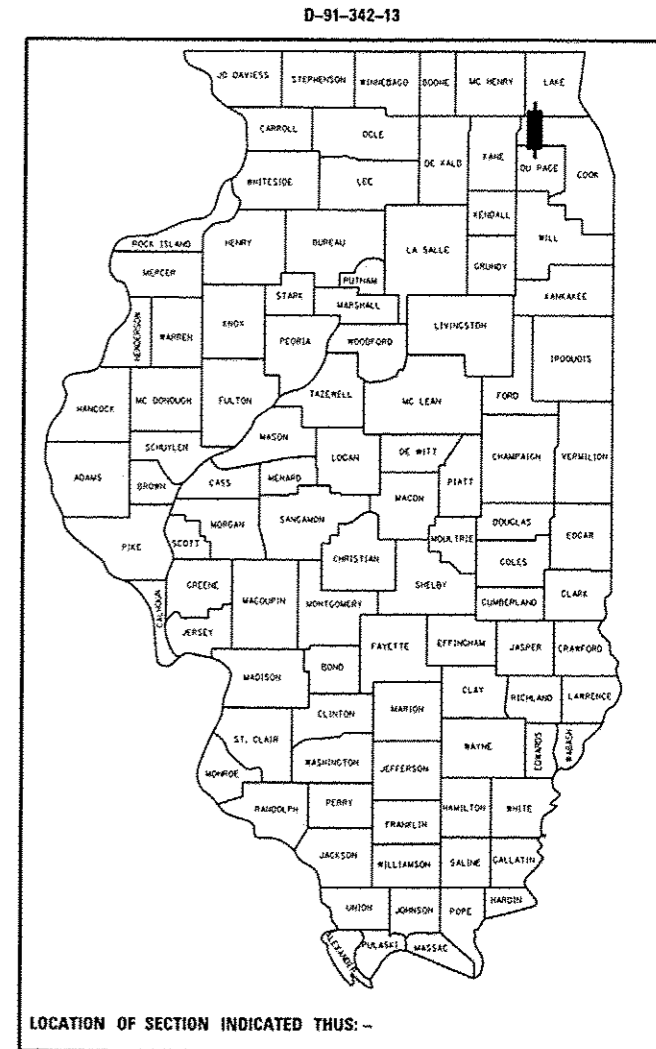 D-91-342-13
JO DAVIESS STEPHENSON WINNEBAGO BOONE MC HENRY LAKE
CARROLL OGLE
DE KALB KANE DU PAGE COOK
WHITESIDE LEE
KENDALL WILL
ROCK ISLAND HENRY BUREAU LA SALLE GRUNDY
MERCER PUTNAM KANKAKEE
STARK MARSHALL LIVINGSTON
HENDERSON WARREN KNOX PEORIA WOODFORD IROQUOIS
HANCOCK MC DONOUGH FULTON TAZEWELL MC LEAN FORD
MASON
SCHUYLER LOGAN DE WITT CHAMPAIGN VERMILION
ADAMS BROWN CASS MENARD PIATT
MACON
MORGAN SANGAMON DOUGLAS
PIKE SCOTT CHRISTIAN MOULTRIE EDGAR
COLES
GREENE SHELBY
CALHOUN MACOUPIN MONTGOMERY CUMBERLAND CLARK
JERSEY
FAYETTE EFFINGHAM JASPER CRAWFORD
MADISON BOND
CLAY RICHLAND LAWRENCE
CLINTON MARION
ST. CLAIR WAYNE EDWARDS WABASH
WASHINGTON JEFFERSON
MONROE
RANDOLPH PERRY HAMILTON WHITE
FRANKLIN
JACKSON WILLIAMSON SALINE GALLATIN
UNION JOHNSON POPE HARDIN
ALEXANDER PULASKI MASSAC
LOCATION OF SECTION INDICATED THUS: -